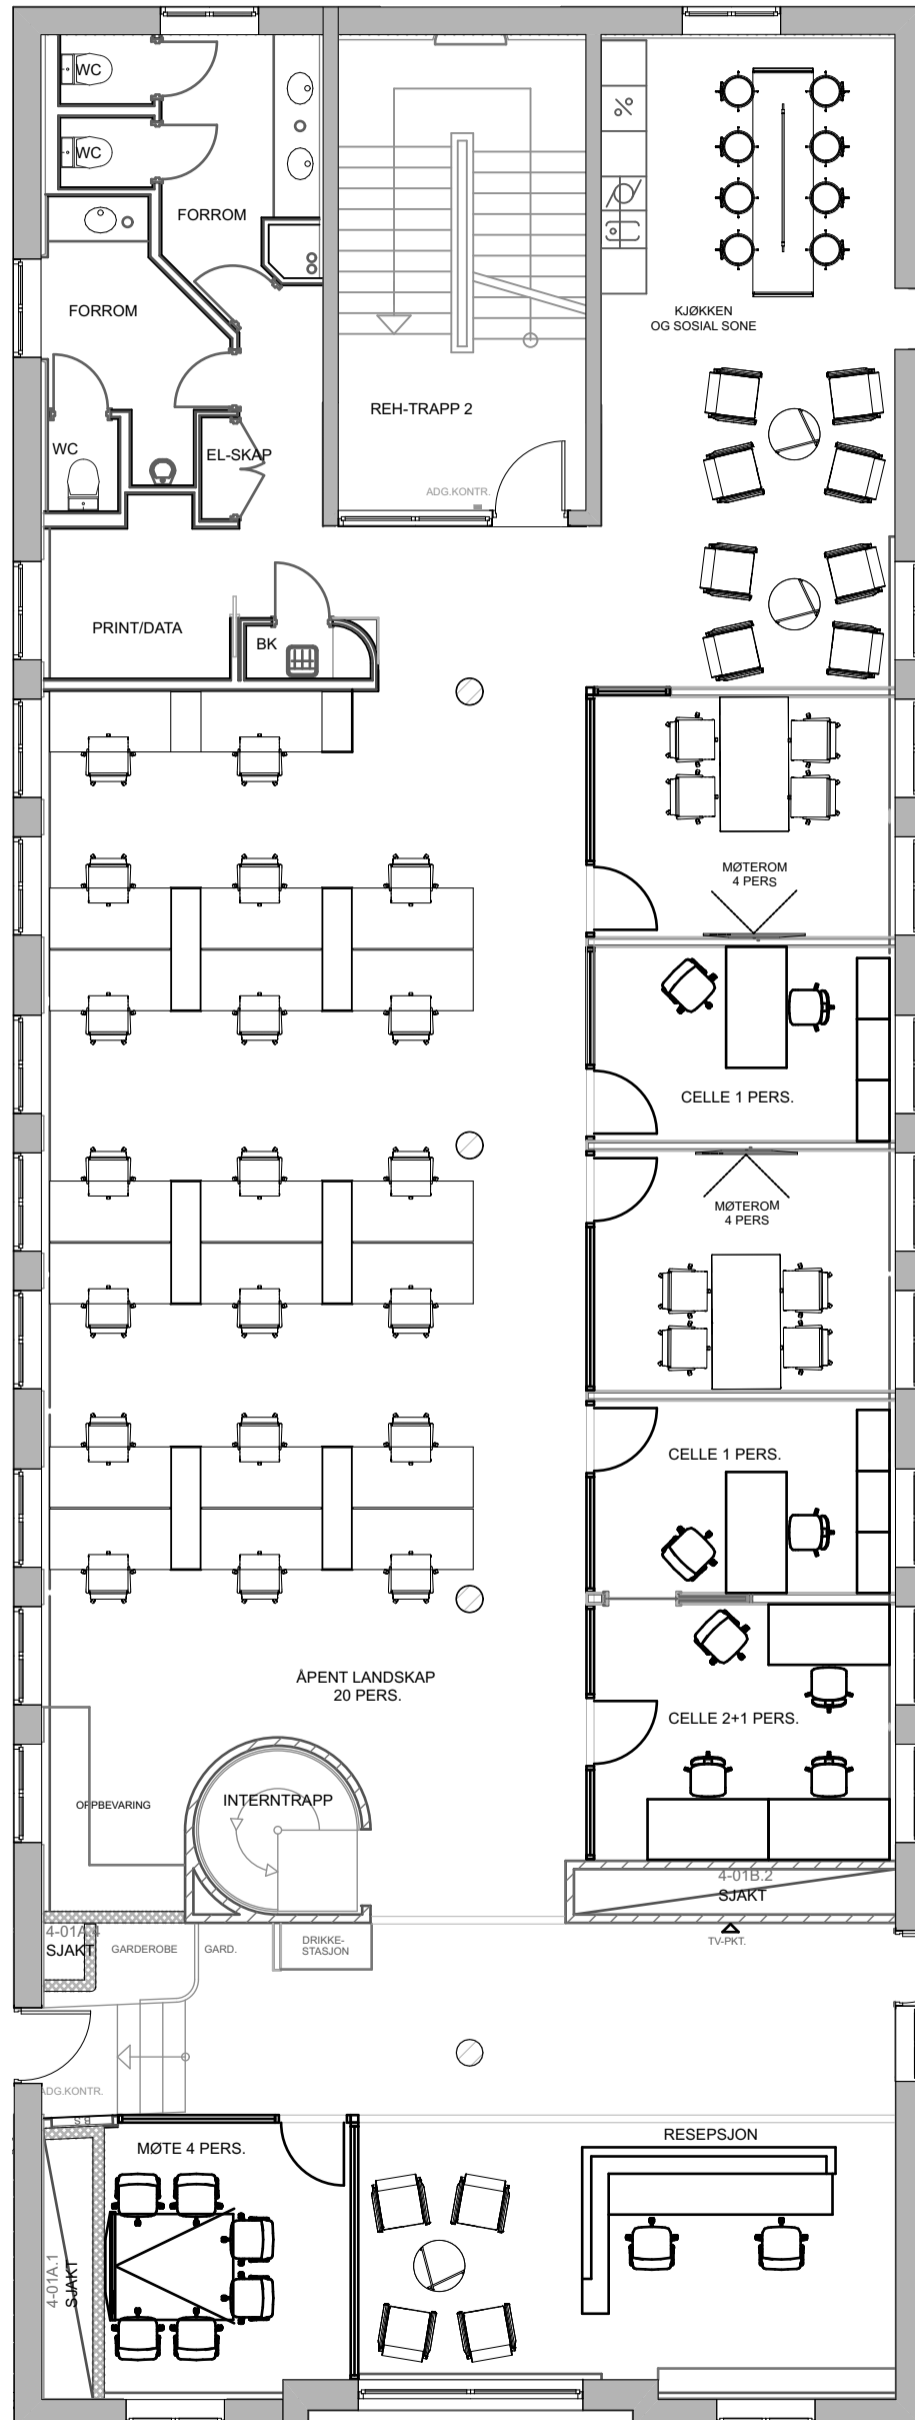 WC
WC
FORROM
FORROM
WC
EL-SKAP
REH-TRAPP 2
ADG.KONTR.
%
KJØKKEN
OG SOSIAL SONE
PRINT/DATA
BK
MØTEROM
4 PERS
CELLE 1 PERS.
MØTEROM
4 PERS
CELLE 1 PERS.
ÅPENT LANDSKAP
20 PERS.
CELLE 2+1 PERS.
OPPBEVARING
INTERNTRAPP
4-01B.2
SJAKT
TV-PKT.
4-01A.4
SJAKT
GARDEROBE
GARD.
DRIKKE-
STASJON
ADG.KONTR.
B.S
MØTE 4 PERS.
RESEPSJON
4-01A.1
SJAKT